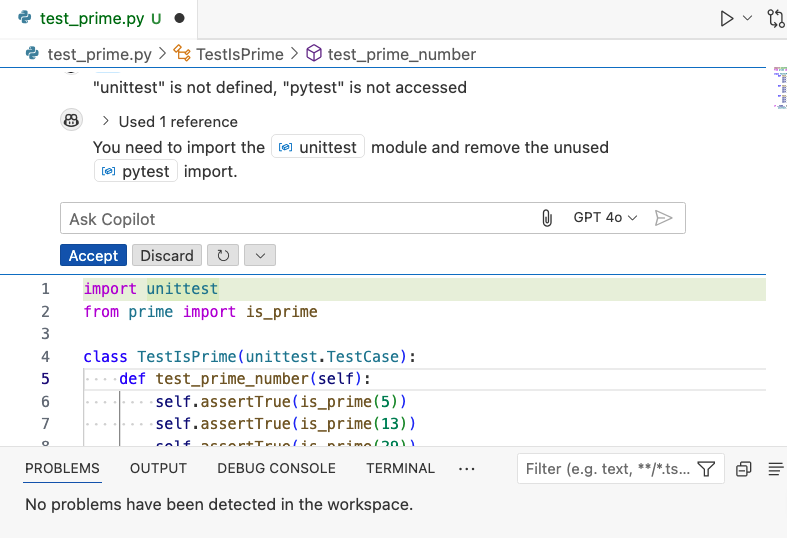 test_prime.py U
test_prime.py > TestIsPrime > test_prime_number
"unittest" is not defined, "pytest" is not accessed
Used 1 reference
You need to import the unittest module and remove the unused
pytest import.
Ask Copilot GPT 4o
Accept Discard
1 import unittest
2 from prime import is_prime
3
4 class TestIsPrime(unittest.TestCase):
5 def test_prime_number(self):
6 self.assertTrue(is_prime(5))
7 self.assertTrue(is_prime(13))
8 self.assertTrue(is_prime(29))
PROBLEMS OUTPUT DEBUG CONSOLE TERMINAL ··· Filter (e.g. text, **/*.ts...
No problems have been detected in the workspace.